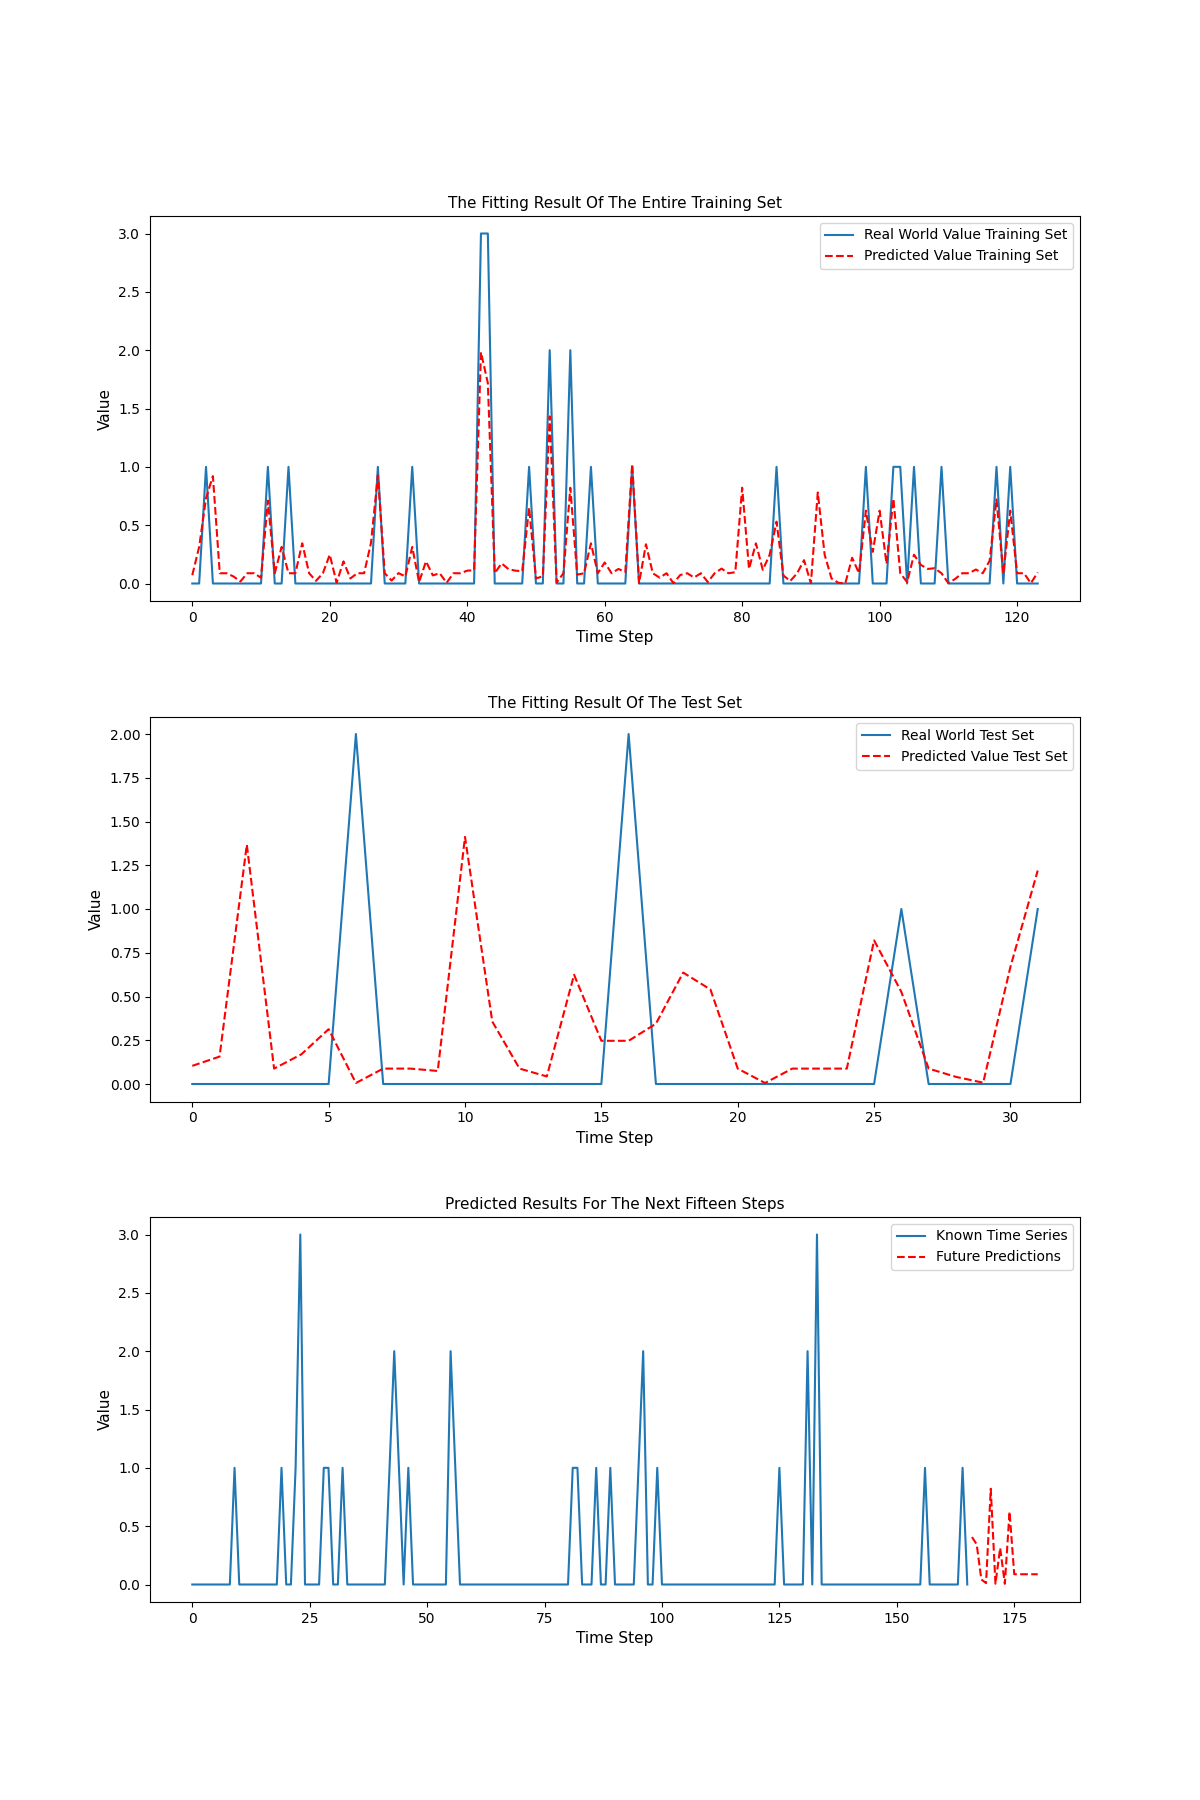 The Fitting Result Of The Entire Training Set
Real World Value Training Set
Predicted Value Training Set
3.0
2.5
2.0
1.5
1.0
0.5
0.0
Value
0 20 40 60 80 100 120
Time Step
The Fitting Result Of The Test Set
Real World Test Set
Predicted Value Test Set
2.00
1.75
1.50
1.25
1.00
0.75
0.50
0.25
0.00
Value
0 5 10 15 20 25 30
Time Step
Predicted Results For The Next Fifteen Steps
Known Time Series
Future Predictions
3.0
2.5
2.0
1.5
1.0
0.5
0.0
Value
0 25 50 75 100 125 150 175
Time Step